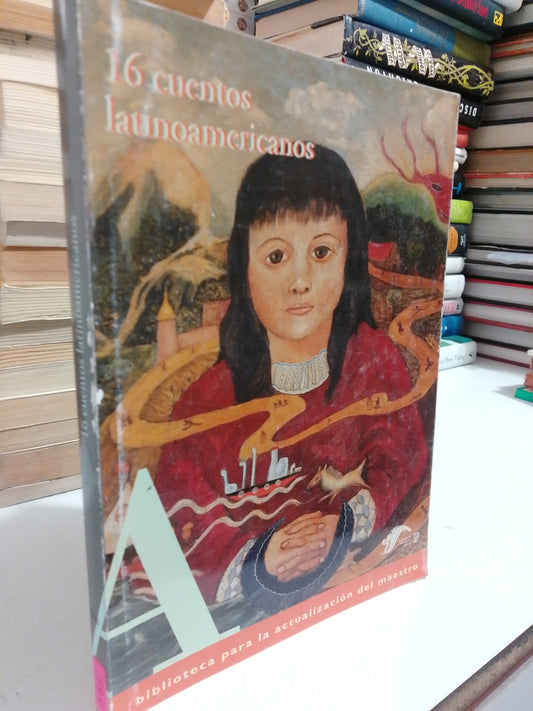 16 cuentos
latinoamericanos
16 cuentos latinoamericanos
A
biblioteca para la actualización del maestro